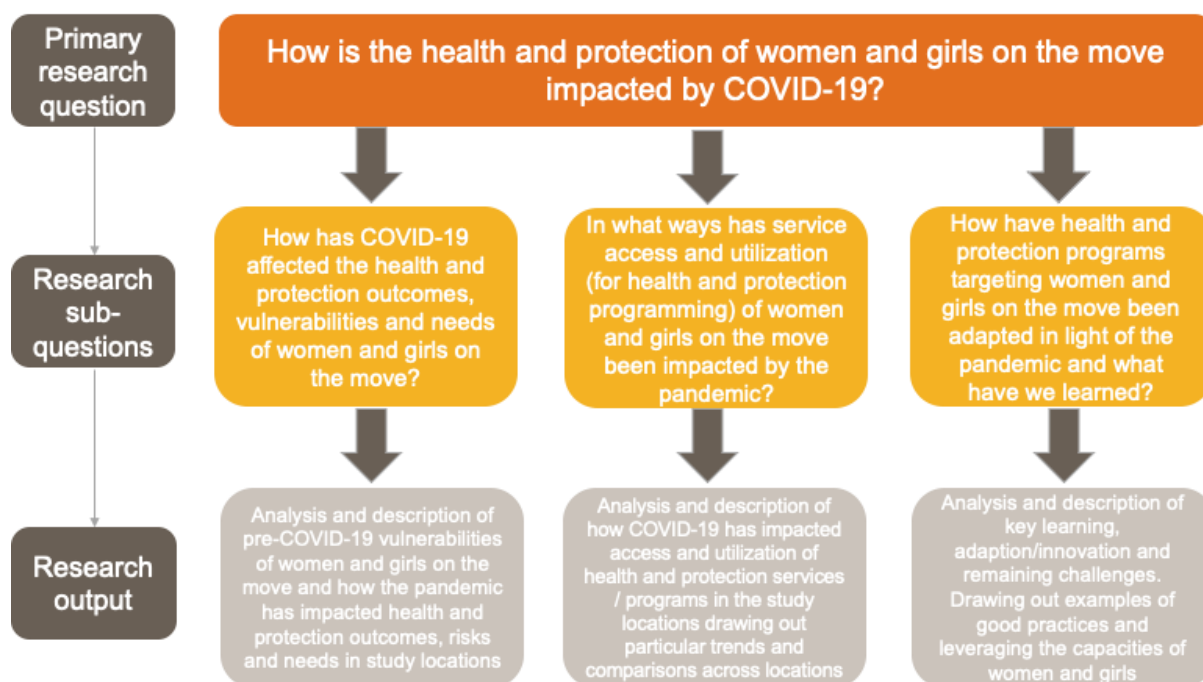 Primary
research
question
How is the health and protection of women and girls on the move
impacted by COVID-19?
Research
sub-
questions
How has COVID-19
affected the health and
protection outcomes,
vulnerabilities and needs
of women and girls on
the move?
In what ways has service
access and utilization
(for health and protection
programming) of women
and girls on the move
been impacted by the
pandemic?
How have health and
protection programs
targeting women and
girls on the move been
adapted in light of the
pandemic and what
have we learned?
Research
output
Analysis and description of
pre-COVID-19 vulnerabilities
of women and girls on the
move and how the pandemic
has impacted health and
protection outcomes, risks
and needs in study locations
Analysis and description of
how COVID-19 has impacted
access and utilization of
health and protection services
/ programs in the study
locations drawing out
particular trends and
comparisons across locations
Analysis and description of
key learning,
adaption/innovation and
remaining challenges.
Drawing out examples of
good practices and
leveraging the capacities of
women and girls